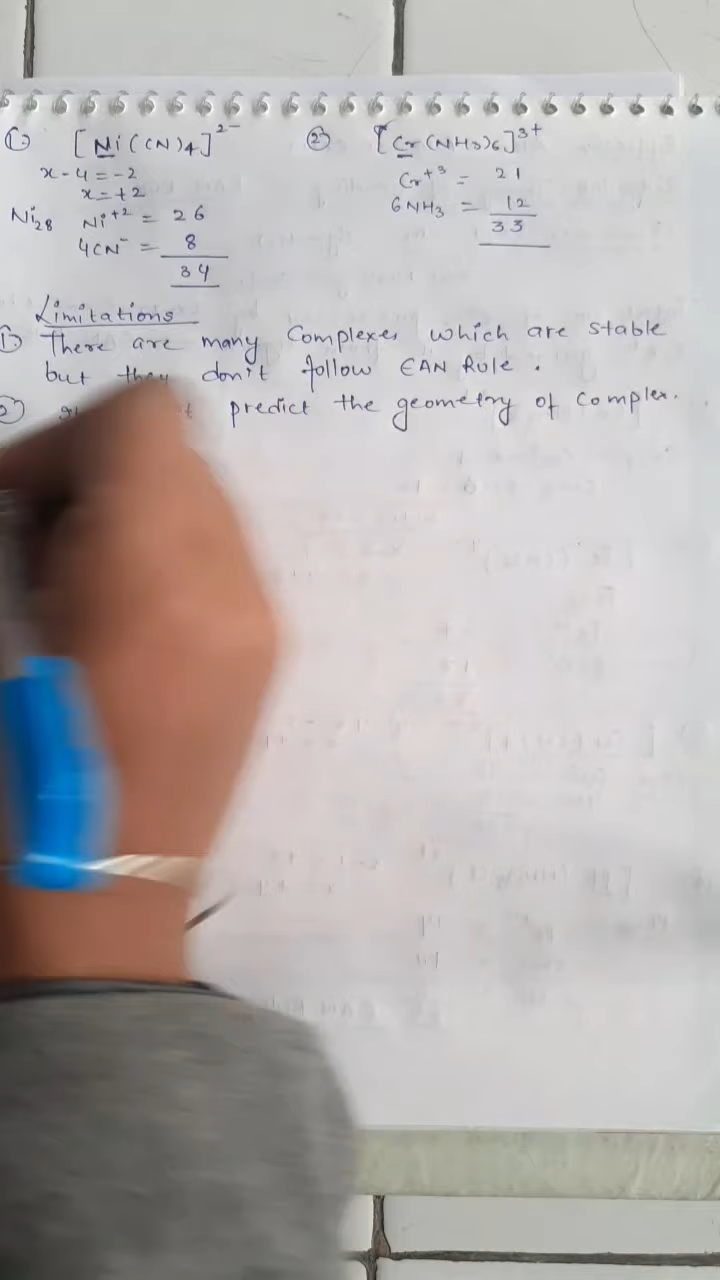 1) [Ni(CN)4]2-
x-4=-2
x=+2
Ni28 Ni+2 = 26
4CN- = 8
34
2) [Cr(NH3)6]3+
Cr+3 = 21
6NH3 = 12
33
Limitations
1) There are many Complexes which are stable
but they don't follow EAN Rule.
2) predict the geometry of Complex.